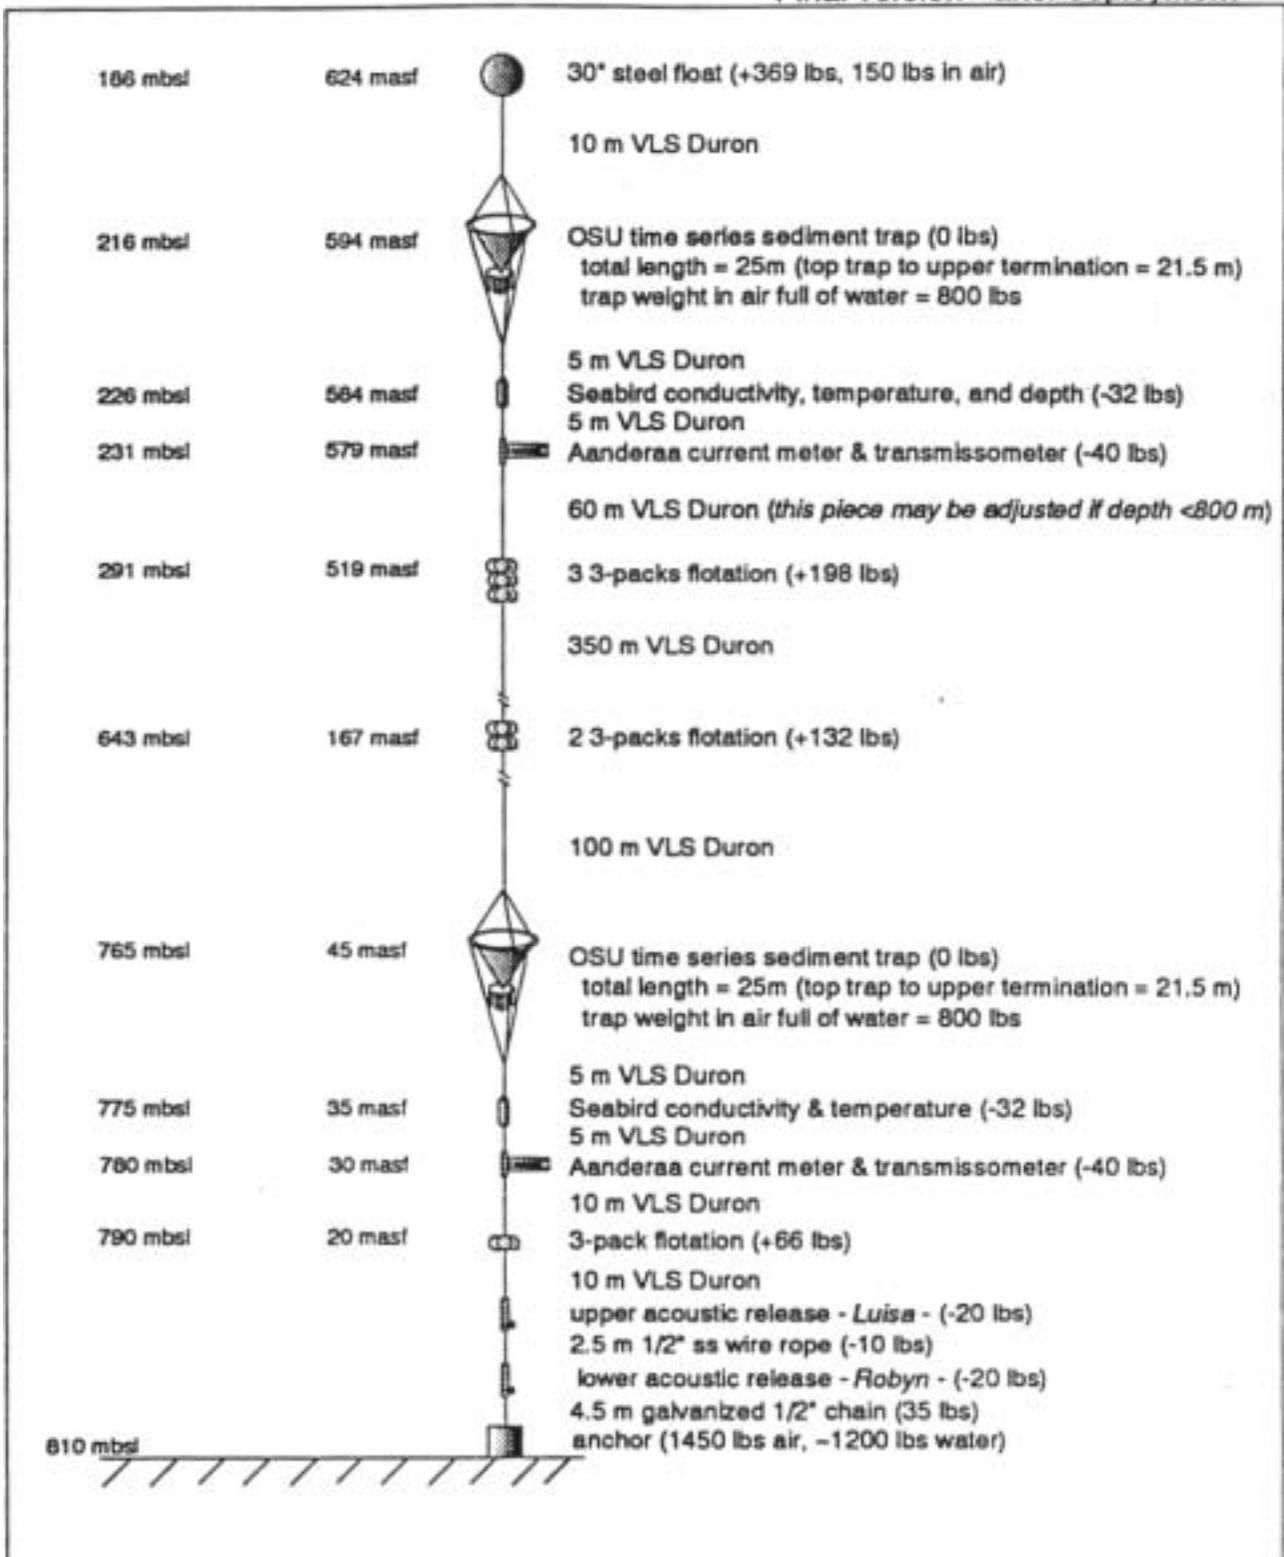 186 mbsl 624 masf 30" steel float (+369 lbs, 150 lbs in air)
10 m VLS Duron
216 mbsl 594 masf OSU time series sediment trap (0 lbs)
total length = 25m (top trap to upper termination = 21.5 m)
trap weight in air full of water = 800 lbs
5 m VLS Duron
226 mbsl 584 masf Seabird conductivity, temperature, and depth (-32 lbs)
5 m VLS Duron
231 mbsl 579 masf Aanderaa current meter & transmissometer (-40 lbs)
60 m VLS Duron (this piece may be adjusted if depth <800 m)
291 mbsl 519 masf 3 3-packs flotation (+198 lbs)
350 m VLS Duron
643 mbsl 167 masf 2 3-packs flotation (+132 lbs)
100 m VLS Duron
765 mbsl 45 masf OSU time series sediment trap (0 lbs)
total length = 25m (top trap to upper termination = 21.5 m)
trap weight in air full of water = 800 lbs
5 m VLS Duron
775 mbsl 35 masf Seabird conductivity & temperature (-32 lbs)
5 m VLS Duron
780 mbsl 30 masf Aanderaa current meter & transmissometer (-40 lbs)
10 m VLS Duron
790 mbsl 20 masf 3-pack flotation (+66 lbs)
10 m VLS Duron
upper acoustic release - Luisa - (-20 lbs)
2.5 m 1/2" ss wire rope (-10 lbs)
lower acoustic release - Robyn - (-20 lbs)
4.5 m galvanized 1/2" chain (35 lbs)
810 mbsl anchor (1450 lbs air, ~1200 lbs water)